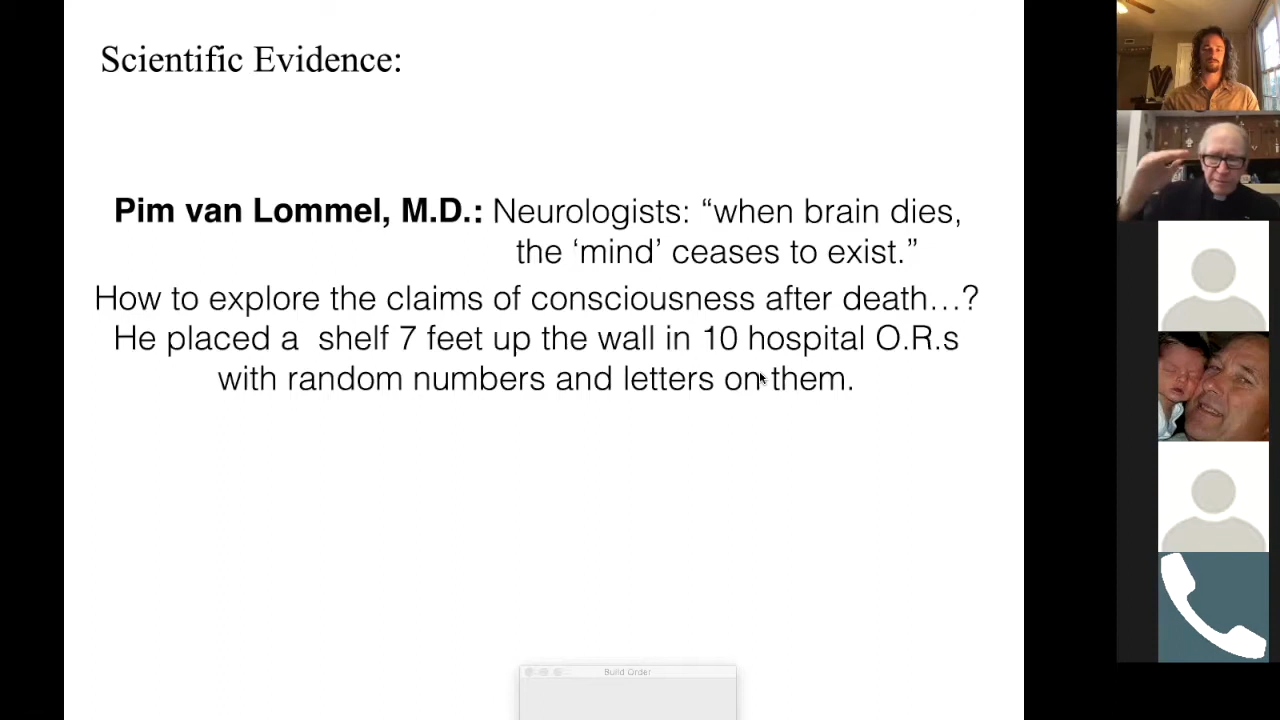 Scientific Evidence:
Pim van Lommel, M.D.: Neurologists: “when brain dies,
the ‘mind’ ceases to exist.”
How to explore the claims of consciousness after death…?
He placed a shelf 7 feet up the wall in 10 hospital O.R.s
with random numbers and letters on them.
Build Order